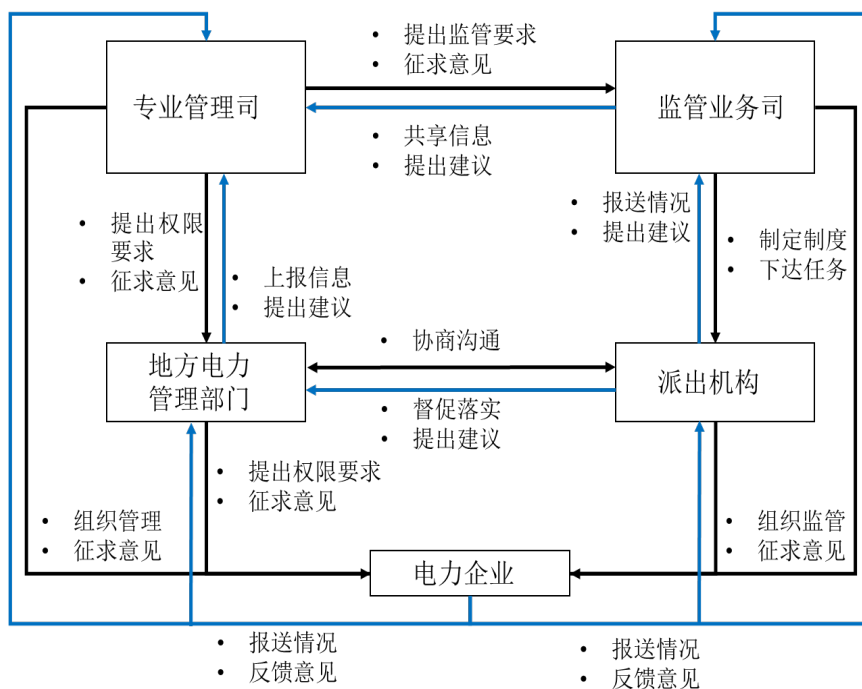 • 提出监管要求
• 征求意见
专业管理司
监管业务司
• 共享信息
• 提出建议
• 提出权限
要求
• 征求意见
• 报送情况
• 提出建议
• 制定制度
• 下达任务
• 上报信息
• 提出建议
• 协商沟通
地方电力
管理部门
派出机构
• 督促落实
• 提出建议
• 提出权限要求
• 征求意见
• 组织管理
• 征求意见
• 组织监管
• 征求意见
电力企业
• 报送情况
• 反馈意见
• 报送情况
• 反馈意见